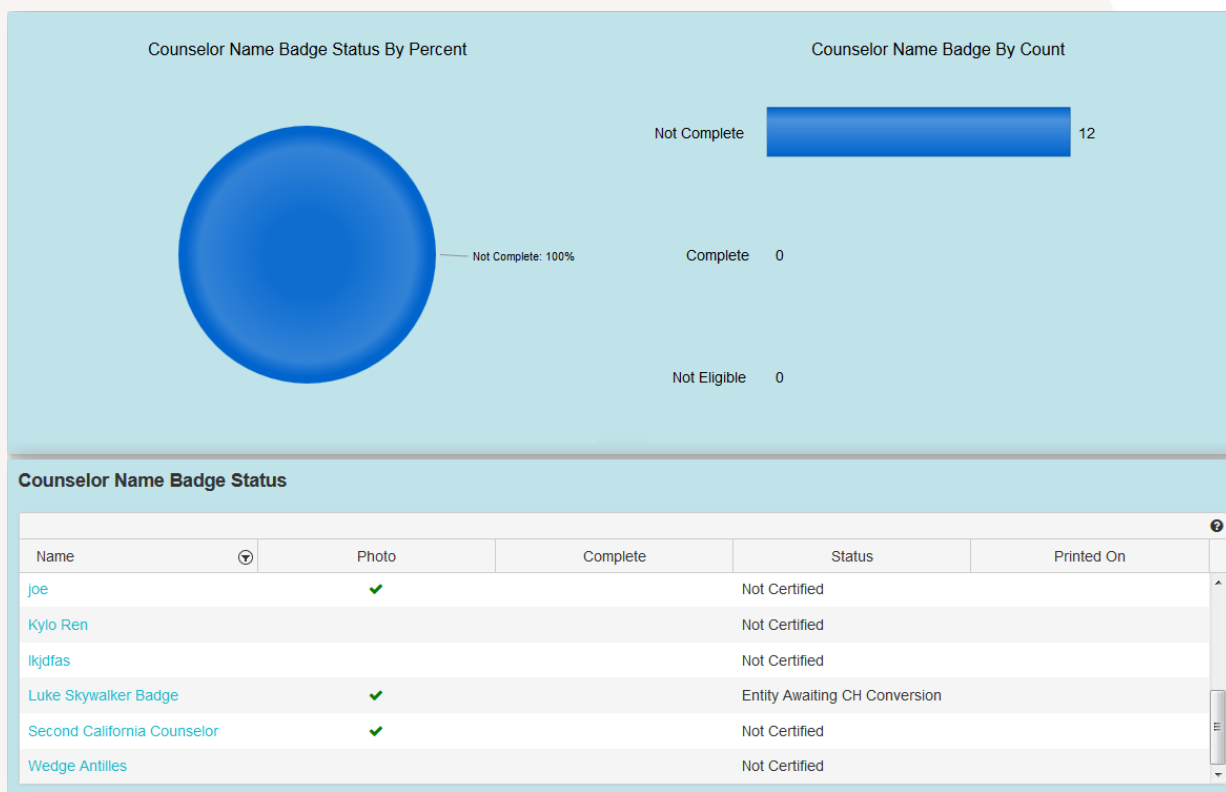 Counselor Name Badge Status By Percent
Counselor Name Badge By Count
Not Complete 12
Not Complete: 100%
Complete 0
Not Eligible 0
Counselor Name Badge Status
Name Photo Complete Status Printed On
joe Not Certified
Kylo Ren Not Certified
lkjdfas Not Certified
Luke Skywalker Badge Entity Awaiting CH Conversion
Second California Counselor Not Certified
Wedge Antilles Not Certified